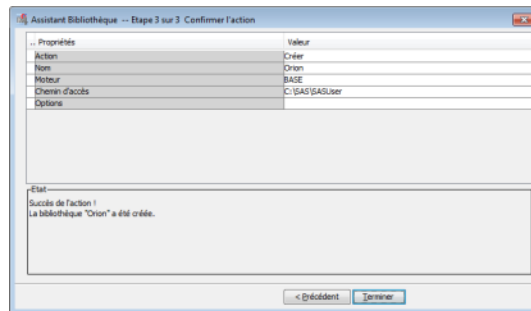 Assistant Bibliothèque -- Etape 3 sur 3 Confirmer l'action
.. Propriétés Valeur
Action Créer
Nom Orion
Moteur BASE
Chemin d'accès C:\SAS\SASUser
Options
Etat
Succès de l'action !
La bibliothèque "Orion" a été créée.
< Précédent Terminer